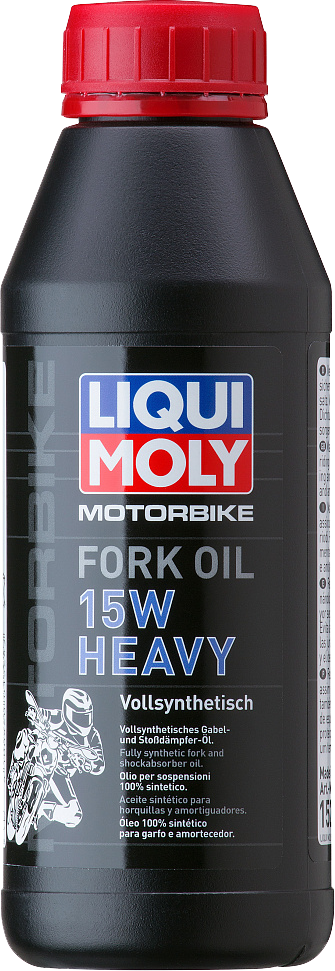 LIQUI
MOLY
MOTORBIKE
FORK OIL
15W
HEAVY
Vollsynthetisch
Vollsynthetisches Gabel-
und Stoßdämpfer-Öl.
Fully synthetic fork and
shockabsorber oil.
Olio per sospensioni
100% sintetico.
Aceite sintético para
horquillas y amortiguadores.
Óleo 100% sintético
para garfo e amortecedor.
MOTORBIKE